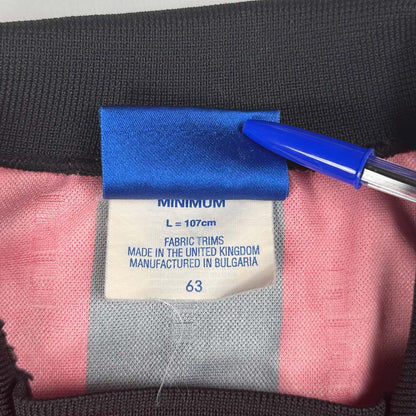 MINIMUM
L = 107cm
FABRIC TRIMS
MADE IN THE UNITED KINGDOM
MANUFACTURED IN BULGARIA
63